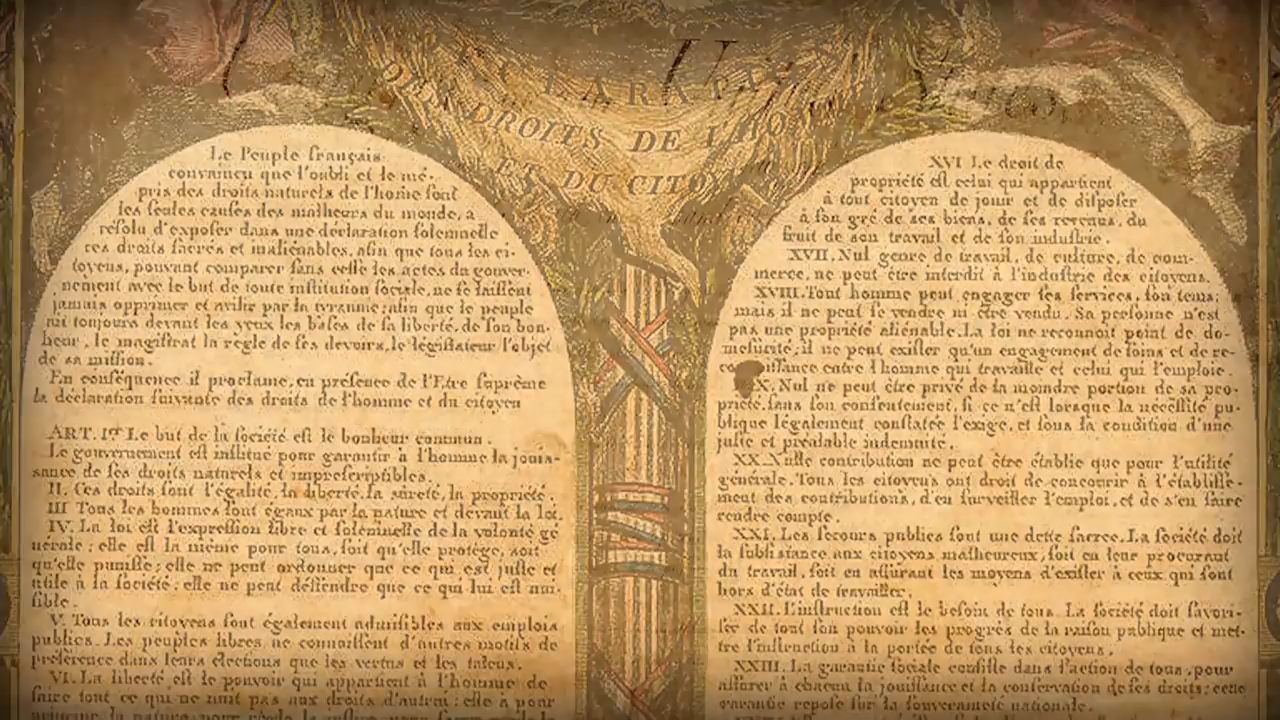 DROITS DE L'HOM
ET DU CITO
Le Peuple français
convaincu que l'oubli et le mé-
pris des droits naturels de l'home sont
les seules causes des malheurs du monde, a
résolu d'exposer dans une déclaration solemnelle
ces droits sacrés et inaliénables, afin que tous les ci-
toyens, pouvant comparer sans cesse les actes du gouver-
nement avec le but de toute institution sociale, ne se laissent
jamais opprimer et avilir par la tyrannie; afin que le peuple
ait toujours devant les yeux les bâses de sa liberté, de son bon-
heur, le magistrat la règle de ses devoirs, le législateur l'objet
de sa mission.
En conséquence il proclame, en présence de l'Etre suprême
la déclaration suivante des droits de l'homme et du citoyen
ART. Ier Le but de la société est le bonheur commun.
Le gouvernement est institué pour garantir à l'homme la jouis-
sance de ses droits naturels et imprescriptibles.
II. Ces droits sont l'égalité, la liberté, la sureté, la propriété.
III Tous les hommes sont égaux par la nature et devant la loi.
IV. La loi est l'expression libre et solemnelle de la volonté gé
nérale; elle est la même pour tous, soit qu'elle protège, soit
qu'elle punisse; elle ne peut ordonner que ce qui est juste et
utile à la société; elle ne peut défendre que ce qui lui est nui-
sible.
V. Tous les citoyens sont également admissibles aux emplois
publics. Les peuples libres ne connoissent d'autres motifs de
préférence dans leurs élections que les vertus et les talens.
VI. La liberté est le pouvoir qui appartient à l'homme de
faire tout ce qui ne nuit pas aux droits d'autrui; elle a pour
XVI Le droit de
propriété est celui qui appartient
à tout citoyen de jouir et de disposer
à son gré de ses biens, de ses revenus, du
fruit de son travail et de son industrie.
XVII. Nul genre de travail, de culture, de com-
merce, ne peut être interdit à l'industrie des citoyens.
XVIII. Tout homme peut engager ses services, son tems;
mais il ne peut se vendre ni être vendu. Sa personne n'est
pas une propriété aliénable. La loi ne reconnoit point de do-
mesticité; il ne peut exister qu'un engagement de soins et de re-
connoissance entre l'homme qui travaille et celui qui l'emploie.
X. Nul ne peut être privé de la moindre portion de sa pro-
priété, sans son consentement, si ce n'est lorsque la nécessité pu-
blique légalement constatée l'exige, et sous la condition d'une
juste et préalable indemnité.
XX. Nulle contribution ne peut être établie que pour l'utilité
générale. Tous les citoyens ont droit de concourir à l'établisse-
ment des contributions, d'en surveiller l'emploi, et de s'en faire
rendre compte.
XXI. Les secours publics sont une dette sacrée. La société doit
la subsistance aux citoyens malheureux, soit en leur procurant
du travail, soit en assurant les moyens d'exister à ceux qui sont
hors d'état de travailler.
XXII. L'instruction est le besoin de tous. La société doit favori-
ser de tout son pouvoir les progrès de la raison publique et met-
tre l'instruction à la portée de tous les citoyens.
XXIII. La garantie sociale consiste dans l'action de tous, pour
assurer à chacun la jouissance et la conservation de ses droits; cette
garantie repose sur la souveraineté nationale.